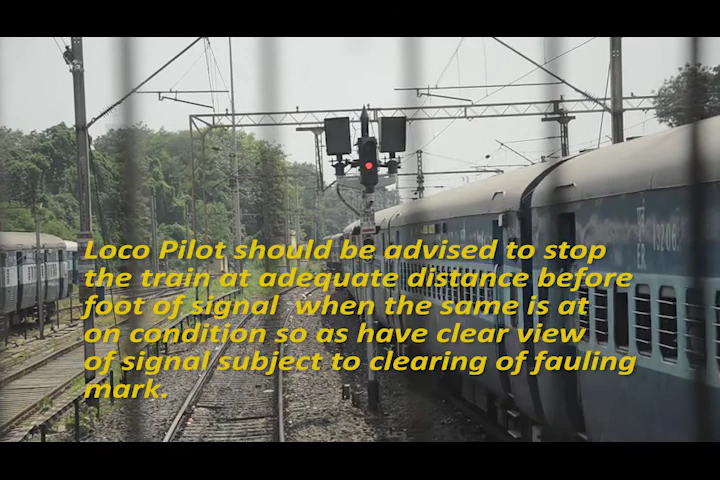 Loco Pilot should be advised to stop
the train at adequate distance before
foot of signal when the same is at
on condition so as have clear view
of signal subject to clearing of fauling
mark.